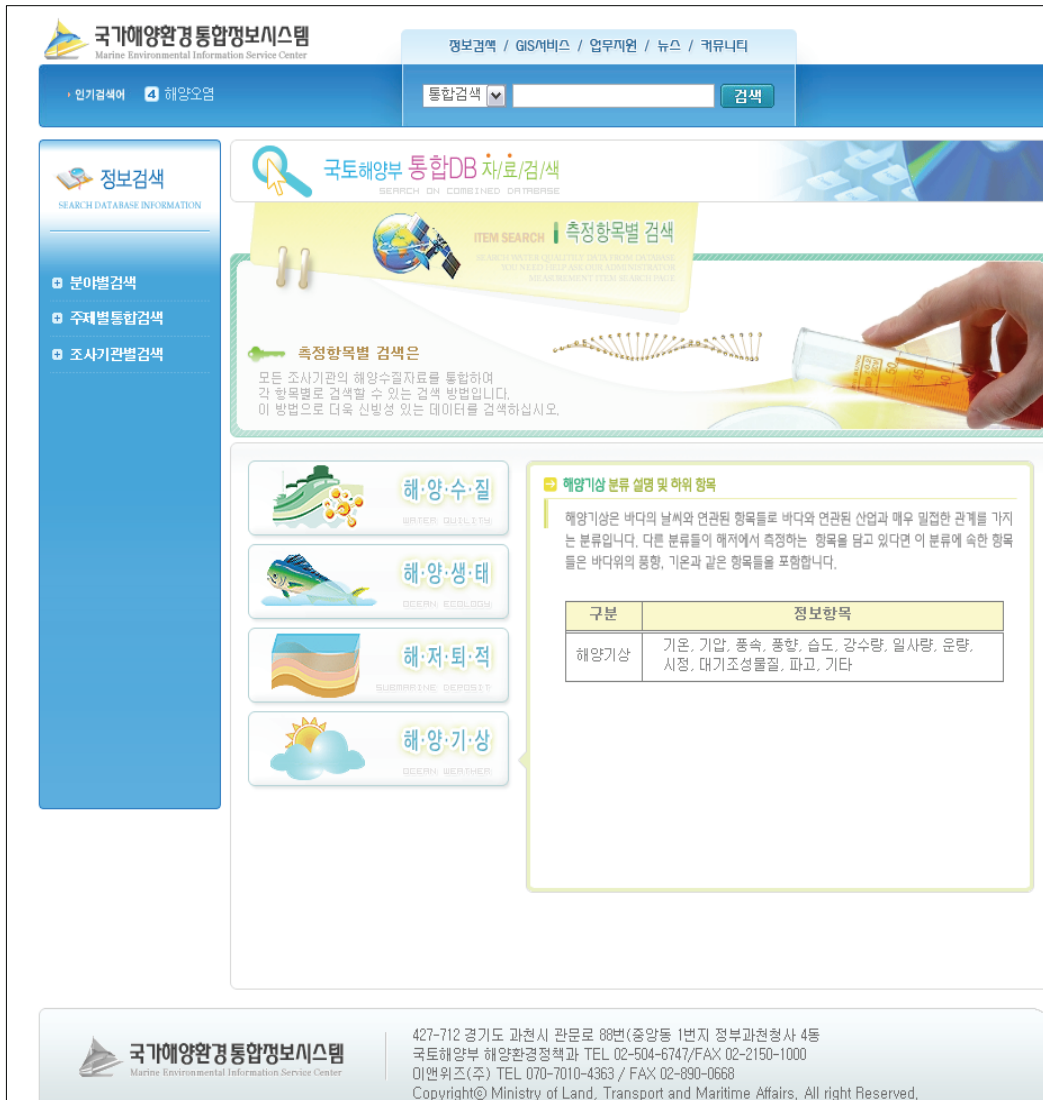 국가해양환경통합정보시스템
Marine Environmental Information Service Center
정보검색 / GIS서비스 / 업무지원 / 뉴스 / 커뮤니티
인기검색어 4 해양오염
통합검색 검색
정보검색
SEARCH DATABASE INFORMATION
분야별검색
주제별통합검색
조사기관별검색
국토해양부 통합DB 자/료/검/색
SEARCH ON COMBINED DATABASE
ITEM SEARCH 측정항목별 검색
SEARCH WATER QUALITIY DATA FROM DATABASE
YOU NEED HELP ASK OUR ADMINISTRATOR
MEASUREMENT ITEM SEARCH PAGE
측정항목별 검색은
모든 조사기관의 해양수질자료를 통합하여
각 항목별로 검색할 수 있는 검색 방법입니다.
이 방법으로 더욱 신빙성 있는 데이터를 검색하십시오.
50
45
40
해·양·수·질
WATER QUILITY
해·양·생·태
OCEAN ECOLOGY
해·저·퇴·적
SUBMARINE DEPOSIT
해·양·기·상
OCEAN WEATHER
해양기상 분류 설명 및 하위 항목
해양기상은 바다의 날씨와 연관된 항목들로 바다와 연관된 산업과 매우 밀접한 관계를 가지
는 분류입니다. 다른 분류들이 해저에서 측정하는 항목을 담고 있다면 이 분류에 속한 항목
들은 바다위의 풍향, 기온과 같은 항목들을 포함합니다.
구분 정보항목
해양기상 기온, 기압, 풍속, 풍향, 습도, 강수량, 일사량, 운량,
시정, 대기조성물질, 파고, 기타
국가해양환경통합정보시스템
Marine Environmental Information Service Center
427-712 경기도 과천시 관문로 88번(중앙동 1번지 정부과천청사 4동
국토해양부 해양환경정책과 TEL 02-504-6747/FAX 02-2150-1000
이앤위즈(주) TEL 070-7010-4363 / FAX 02-890-0668
Copyright© Ministry of Land, Transport and Maritime Affairs, All right Reserved,